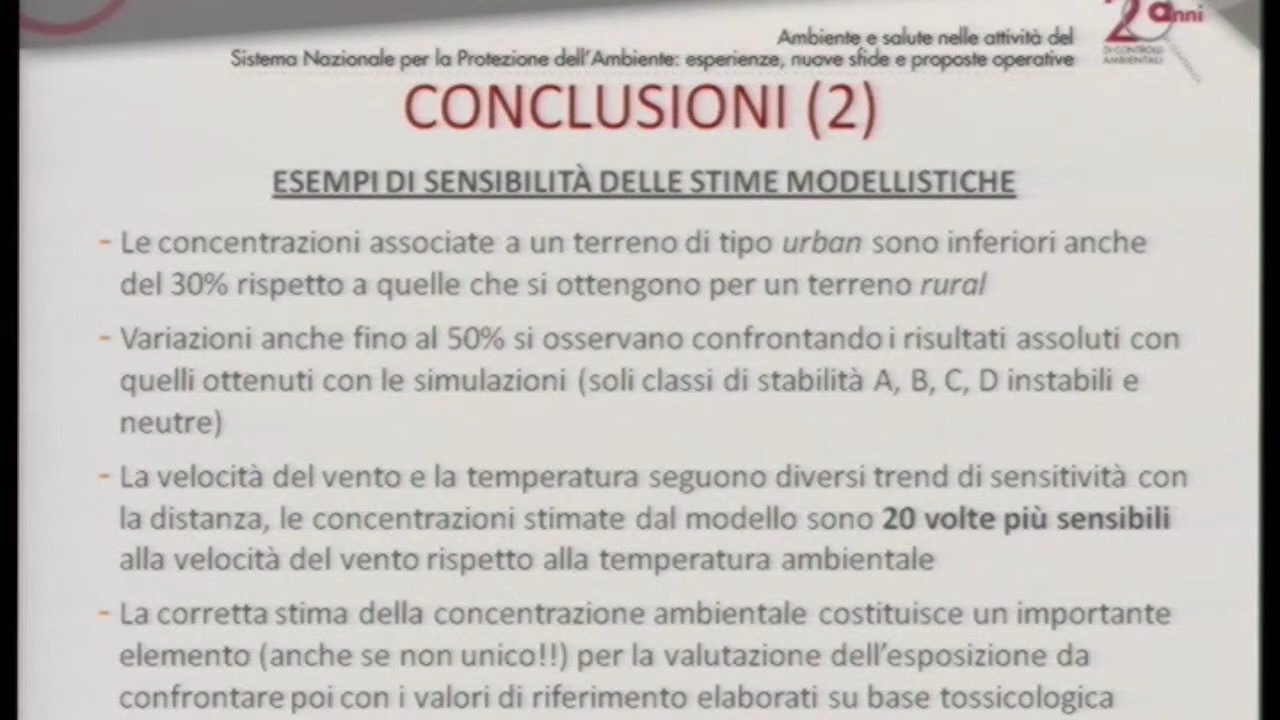 20 anni
DI CONTROLLI
AMBIENTALI
Ambiente e salute nelle attività del
Sistema Nazionale per la Protezione dell'Ambiente: esperienze, nuove sfide e proposte operative
CONCLUSIONI (2)
ESEMPI DI SENSIBILITÀ DELLE STIME MODELLISTICHE
- Le concentrazioni associate a un terreno di tipo urban sono inferiori anche
del 30% rispetto a quelle che si ottengono per un terreno rural
- Variazioni anche fino al 50% si osservano confrontando i risultati assoluti con
quelli ottenuti con le simulazioni (soli classi di stabilità A, B, C, D instabili e
neutre)
- La velocità del vento e la temperatura seguono diversi trend di sensitività con
la distanza, le concentrazioni stimate dal modello sono 20 volte più sensibili
alla velocità del vento rispetto alla temperatura ambientale
- La corretta stima della concentrazione ambientale costituisce un importante
elemento (anche se non unico!!) per la valutazione dell'esposizione da
confrontare poi con i valori di riferimento elaborati su base tossicologica